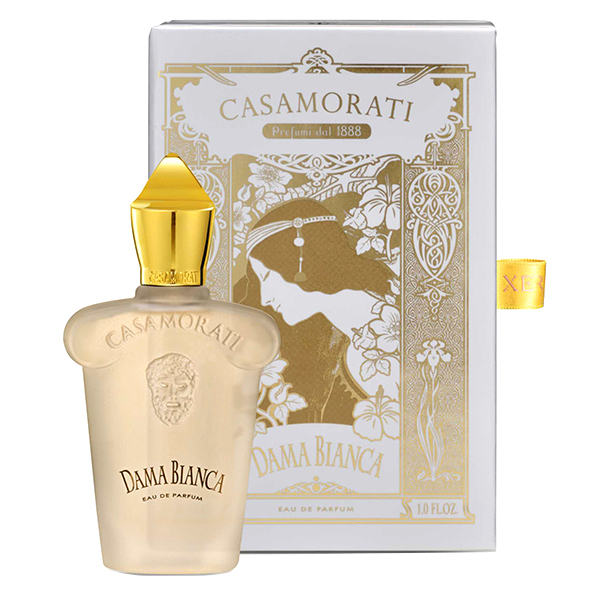 CASAMORATI
Profumi dal 1888
DAMA BIANCA
EAU DE PARFUM
1.0 FL.OZ.
XER
CASAMORATI
CASAMORATI
DAMA BIANCA
EAU DE PARFUM